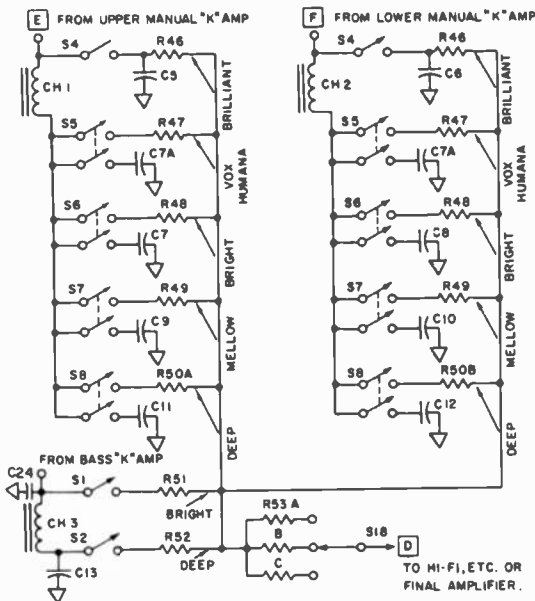 E FROM UPPER MANUAL "K" AMP
S4
R46
C5
CH 1
BRILLIANT
S5
R47
C7A
VOX HUMANA
S6
R48
C7
BRIGHT
S7
R49
C9
MELLOW
S8
R50A
C11
DEEP
F FROM LOWER MANUAL "K" AMP
S4
R46
C6
CH 2
BRILLIANT
S5
R47
C7A
VOX HUMANA
S6
R48
C8
BRIGHT
S7
R49
C10
MELLOW
S8
R50B
C12
DEEP
FROM BASS "K" AMP
C24
S1
R51
BRIGHT
CH 3
S2
R52
DEEP
C13
R53 A
B
C
S18
D
TO HI-FI, ETC. OR
FINAL AMPLIFIER.